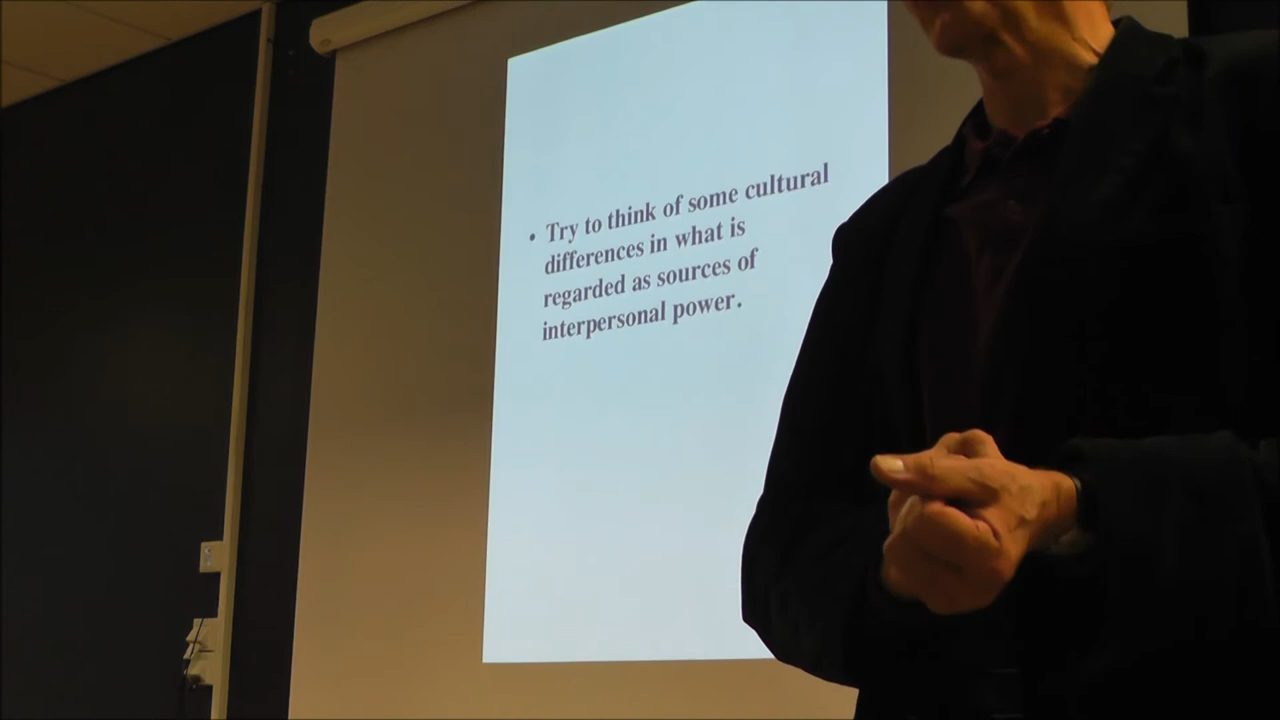 • Try to think of some cultural
differences in what is
regarded as sources of
interpersonal power.